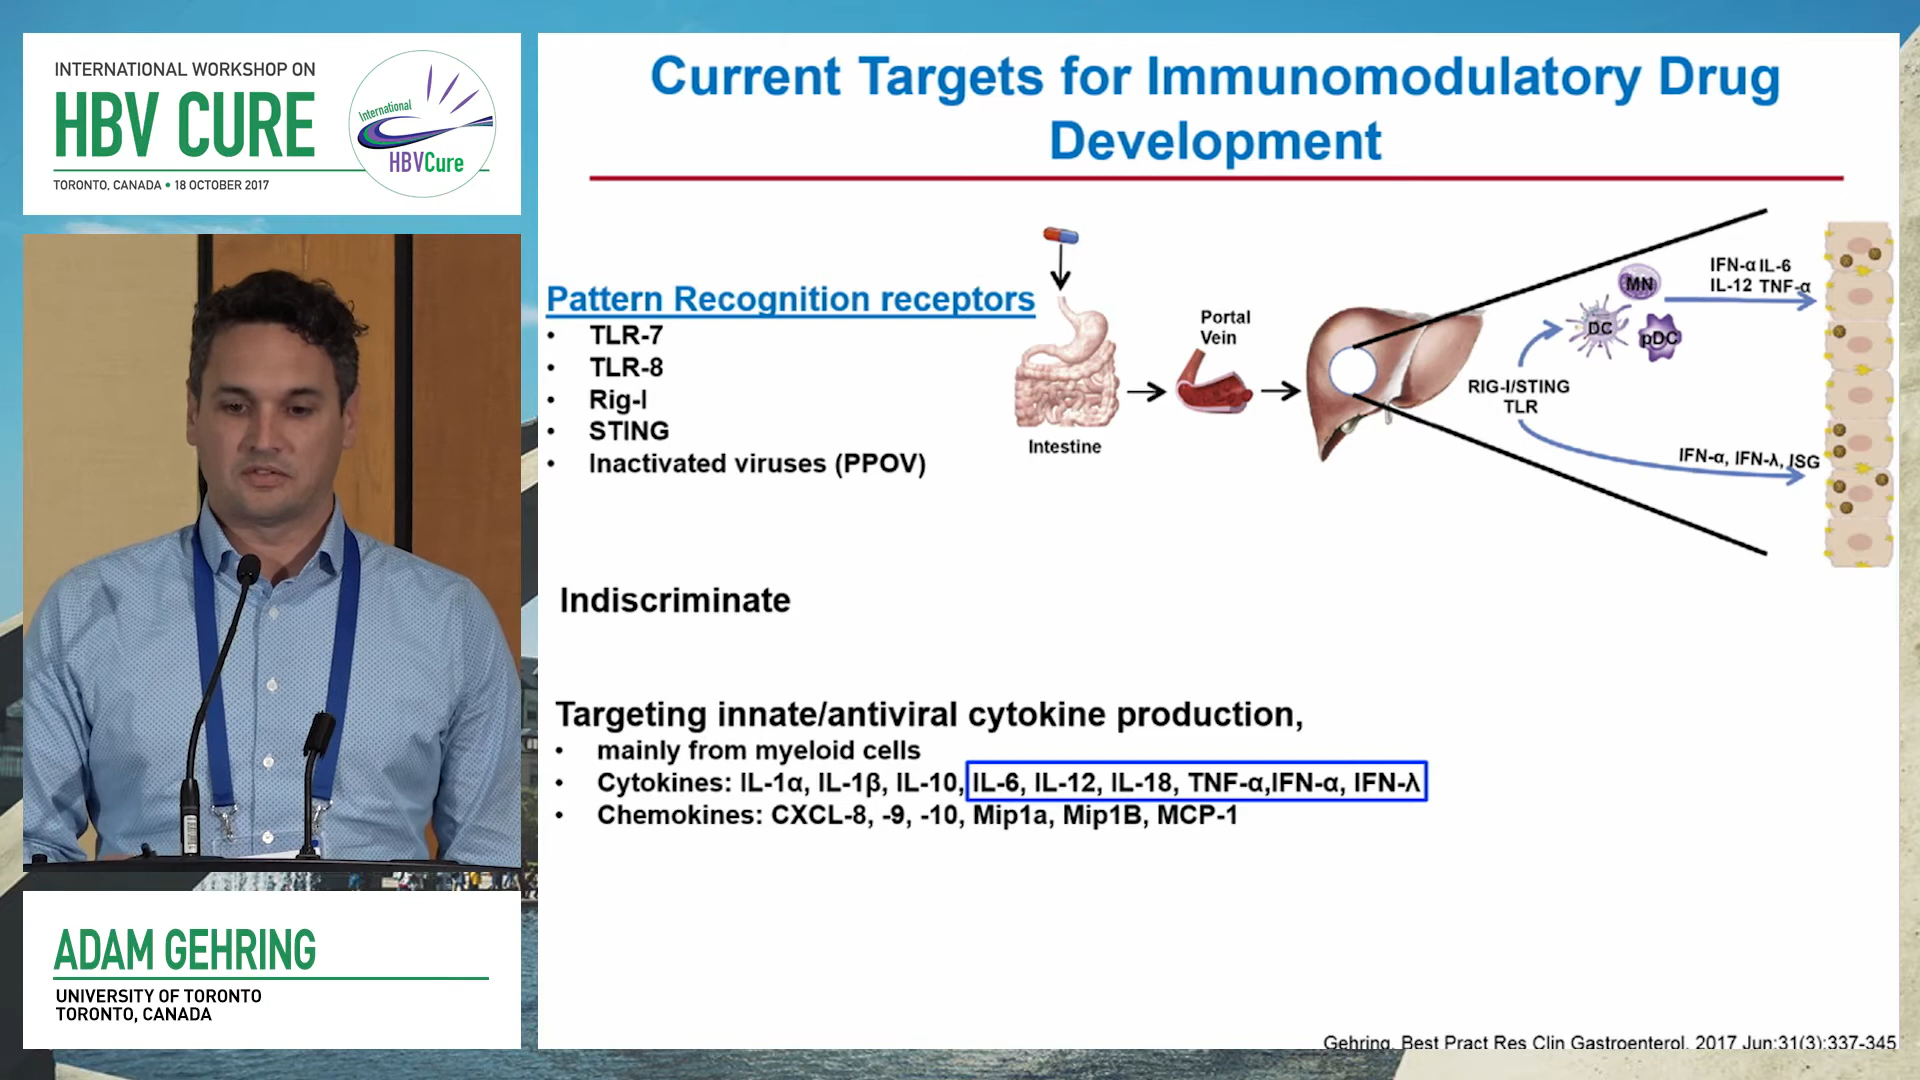 INTERNATIONAL WORKSHOP ON
HBV CURE
TORONTO, CANADA • 18 OCTOBER 2017
International
HBVCure
ADAM GEHRING
UNIVERSITY OF TORONTO
TORONTO, CANADA
Current Targets for Immunomodulatory Drug
Development
Pattern Recognition receptors
• TLR-7
• TLR-8
• Rig-I
• STING
• Inactivated viruses (PPOV)
Intestine
Portal
Vein
RIG-I/STING
TLR
MN
DC
pDC
IFN-α IL-6
IL-12 TNF-α
IFN-α, IFN-λ, ISG
Indiscriminate
Targeting innate/antiviral cytokine production,
• mainly from myeloid cells
• Cytokines: IL-1α, IL-1β, IL-10, IL-6, IL-12, IL-18, TNF-α,IFN-α, IFN-λ
• Chemokines: CXCL-8, -9, -10, Mip1a, Mip1B, MCP-1
Gehring. Best Pract Res Clin Gastroenterol. 2017 Jun;31(3):337-345